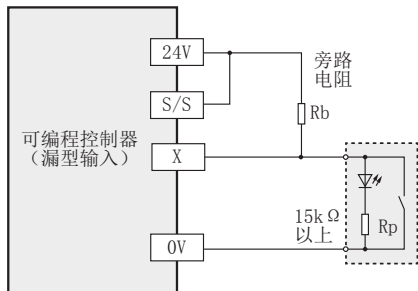 24V
旁路
电阻
S/S
Rb
可编程控制器
（漏型输入）
X
15kΩ
以上
Rp
0V